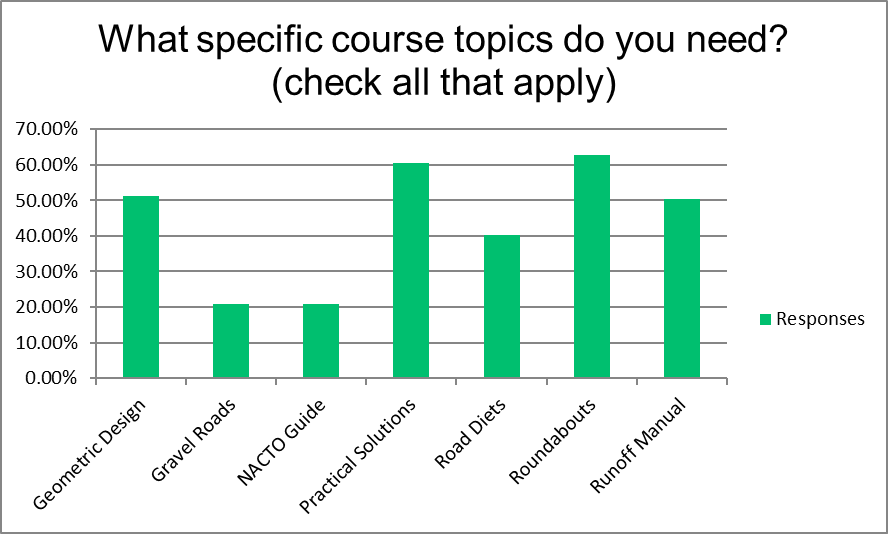 What specific course topics do you need?
(check all that apply)
70.00%
60.00%
50.00%
40.00%
30.00%
20.00%
10.00%
0.00%
Geometric Design
Gravel Roads
NACTO Guide
Practical Solutions
Road Diets
Roundabouts
Runoff Manual
Responses